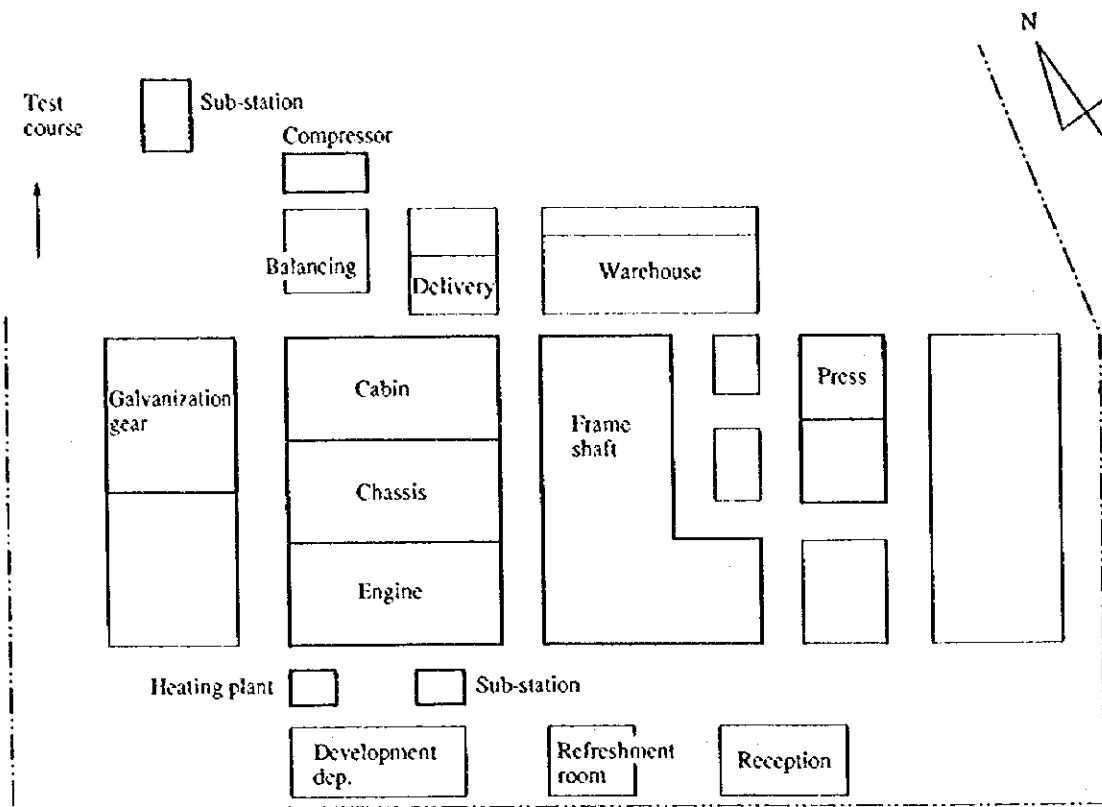 N
Test
course
Sub-station
Compressor
Balancing
Delivery
Warehouse
Galvanization
gear
Cabin
Frame
shaft
Press
Chassis
Engine
Heating plant
Sub-station
Development
dep.
Refreshment
room
Reception